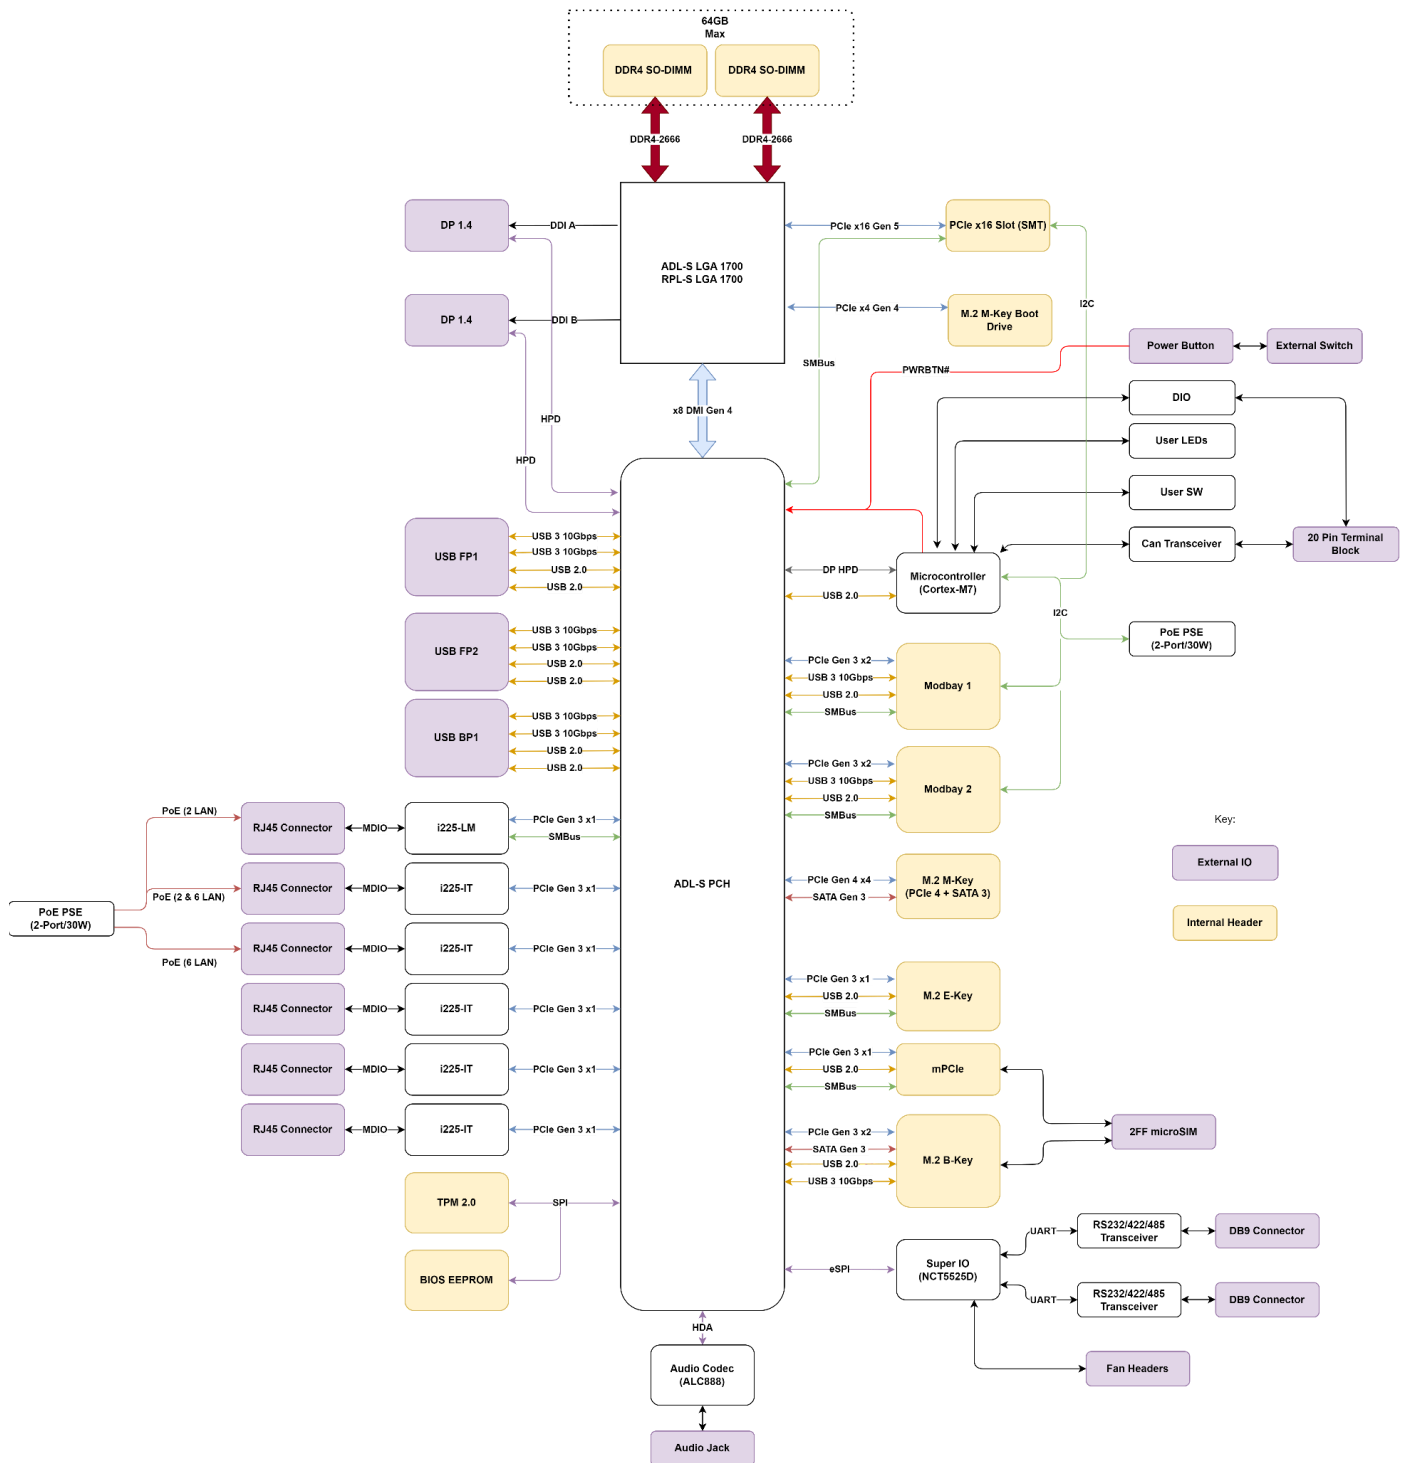 64GB
Max
DDR4 SO-DIMM
DDR4 SO-DIMM
DDR4-2666
DDR4-2666
DP 1.4
DDI A
ADL-S LGA 1700
RPL-S LGA 1700
PCIe x16 Gen 5
PCIe x16 Slot (SMT)
I2C
DP 1.4
DDI B
PCIe x4 Gen 4
M.2 M-Key Boot
Drive
SMBus
PWRBTN#
Power Button
External Switch
x8 DMI Gen 4
HPD
HPD
DIO
User LEDs
User SW
Can Transceiver
20 Pin Terminal
Block
USB FP1
USB 3 10Gbps
USB 3 10Gbps
USB 2.0
USB 2.0
DP HPD
USB 2.0
Microcontroller
(Cortex-M7)
I2C
PoE PSE
(2-Port/30W)
USB FP2
USB 3 10Gbps
USB 3 10Gbps
USB 2.0
USB 2.0
PCIe Gen 3 x2
USB 3 10Gbps
USB 2.0
SMBus
Modbay 1
USB BP1
USB 3 10Gbps
USB 3 10Gbps
USB 2.0
USB 2.0
PCIe Gen 3 x2
USB 3 10Gbps
USB 2.0
SMBus
Modbay 2
PoE (2 LAN)
RJ45 Connector
MDIO
i225-LM
PCIe Gen 3 x1
SMBus
Key:
External IO
Internal Header
ADL-S PCH
PCIe Gen 4 x4
SATA Gen 3
M.2 M-Key
(PCIe 4 + SATA 3)
PoE PSE
(2-Port/30W)
PoE (2 & 6 LAN)
RJ45 Connector
MDIO
i225-IT
PCIe Gen 3 x1
PoE (6 LAN)
RJ45 Connector
MDIO
i225-IT
PCIe Gen 3 x1
RJ45 Connector
MDIO
i225-IT
PCIe Gen 3 x1
PCIe Gen 3 x1
USB 2.0
SMBus
M.2 E-Key
RJ45 Connector
MDIO
i225-IT
PCIe Gen 3 x1
PCIe Gen 3 x1
USB 2.0
SMBus
mPCIe
RJ45 Connector
MDIO
i225-IT
PCIe Gen 3 x1
PCIe Gen 3 x2
SATA Gen 3
USB 2.0
USB 3 10Gbps
M.2 B-Key
2FF microSIM
TPM 2.0
SPI
BIOS EEPROM
eSPI
Super IO
(NCT5525D)
UART
RS232/422/485
Transceiver
DB9 Connector
UART
RS232/422/485
Transceiver
DB9 Connector
Fan Headers
HDA
Audio Codec
(ALC888)
Audio Jack